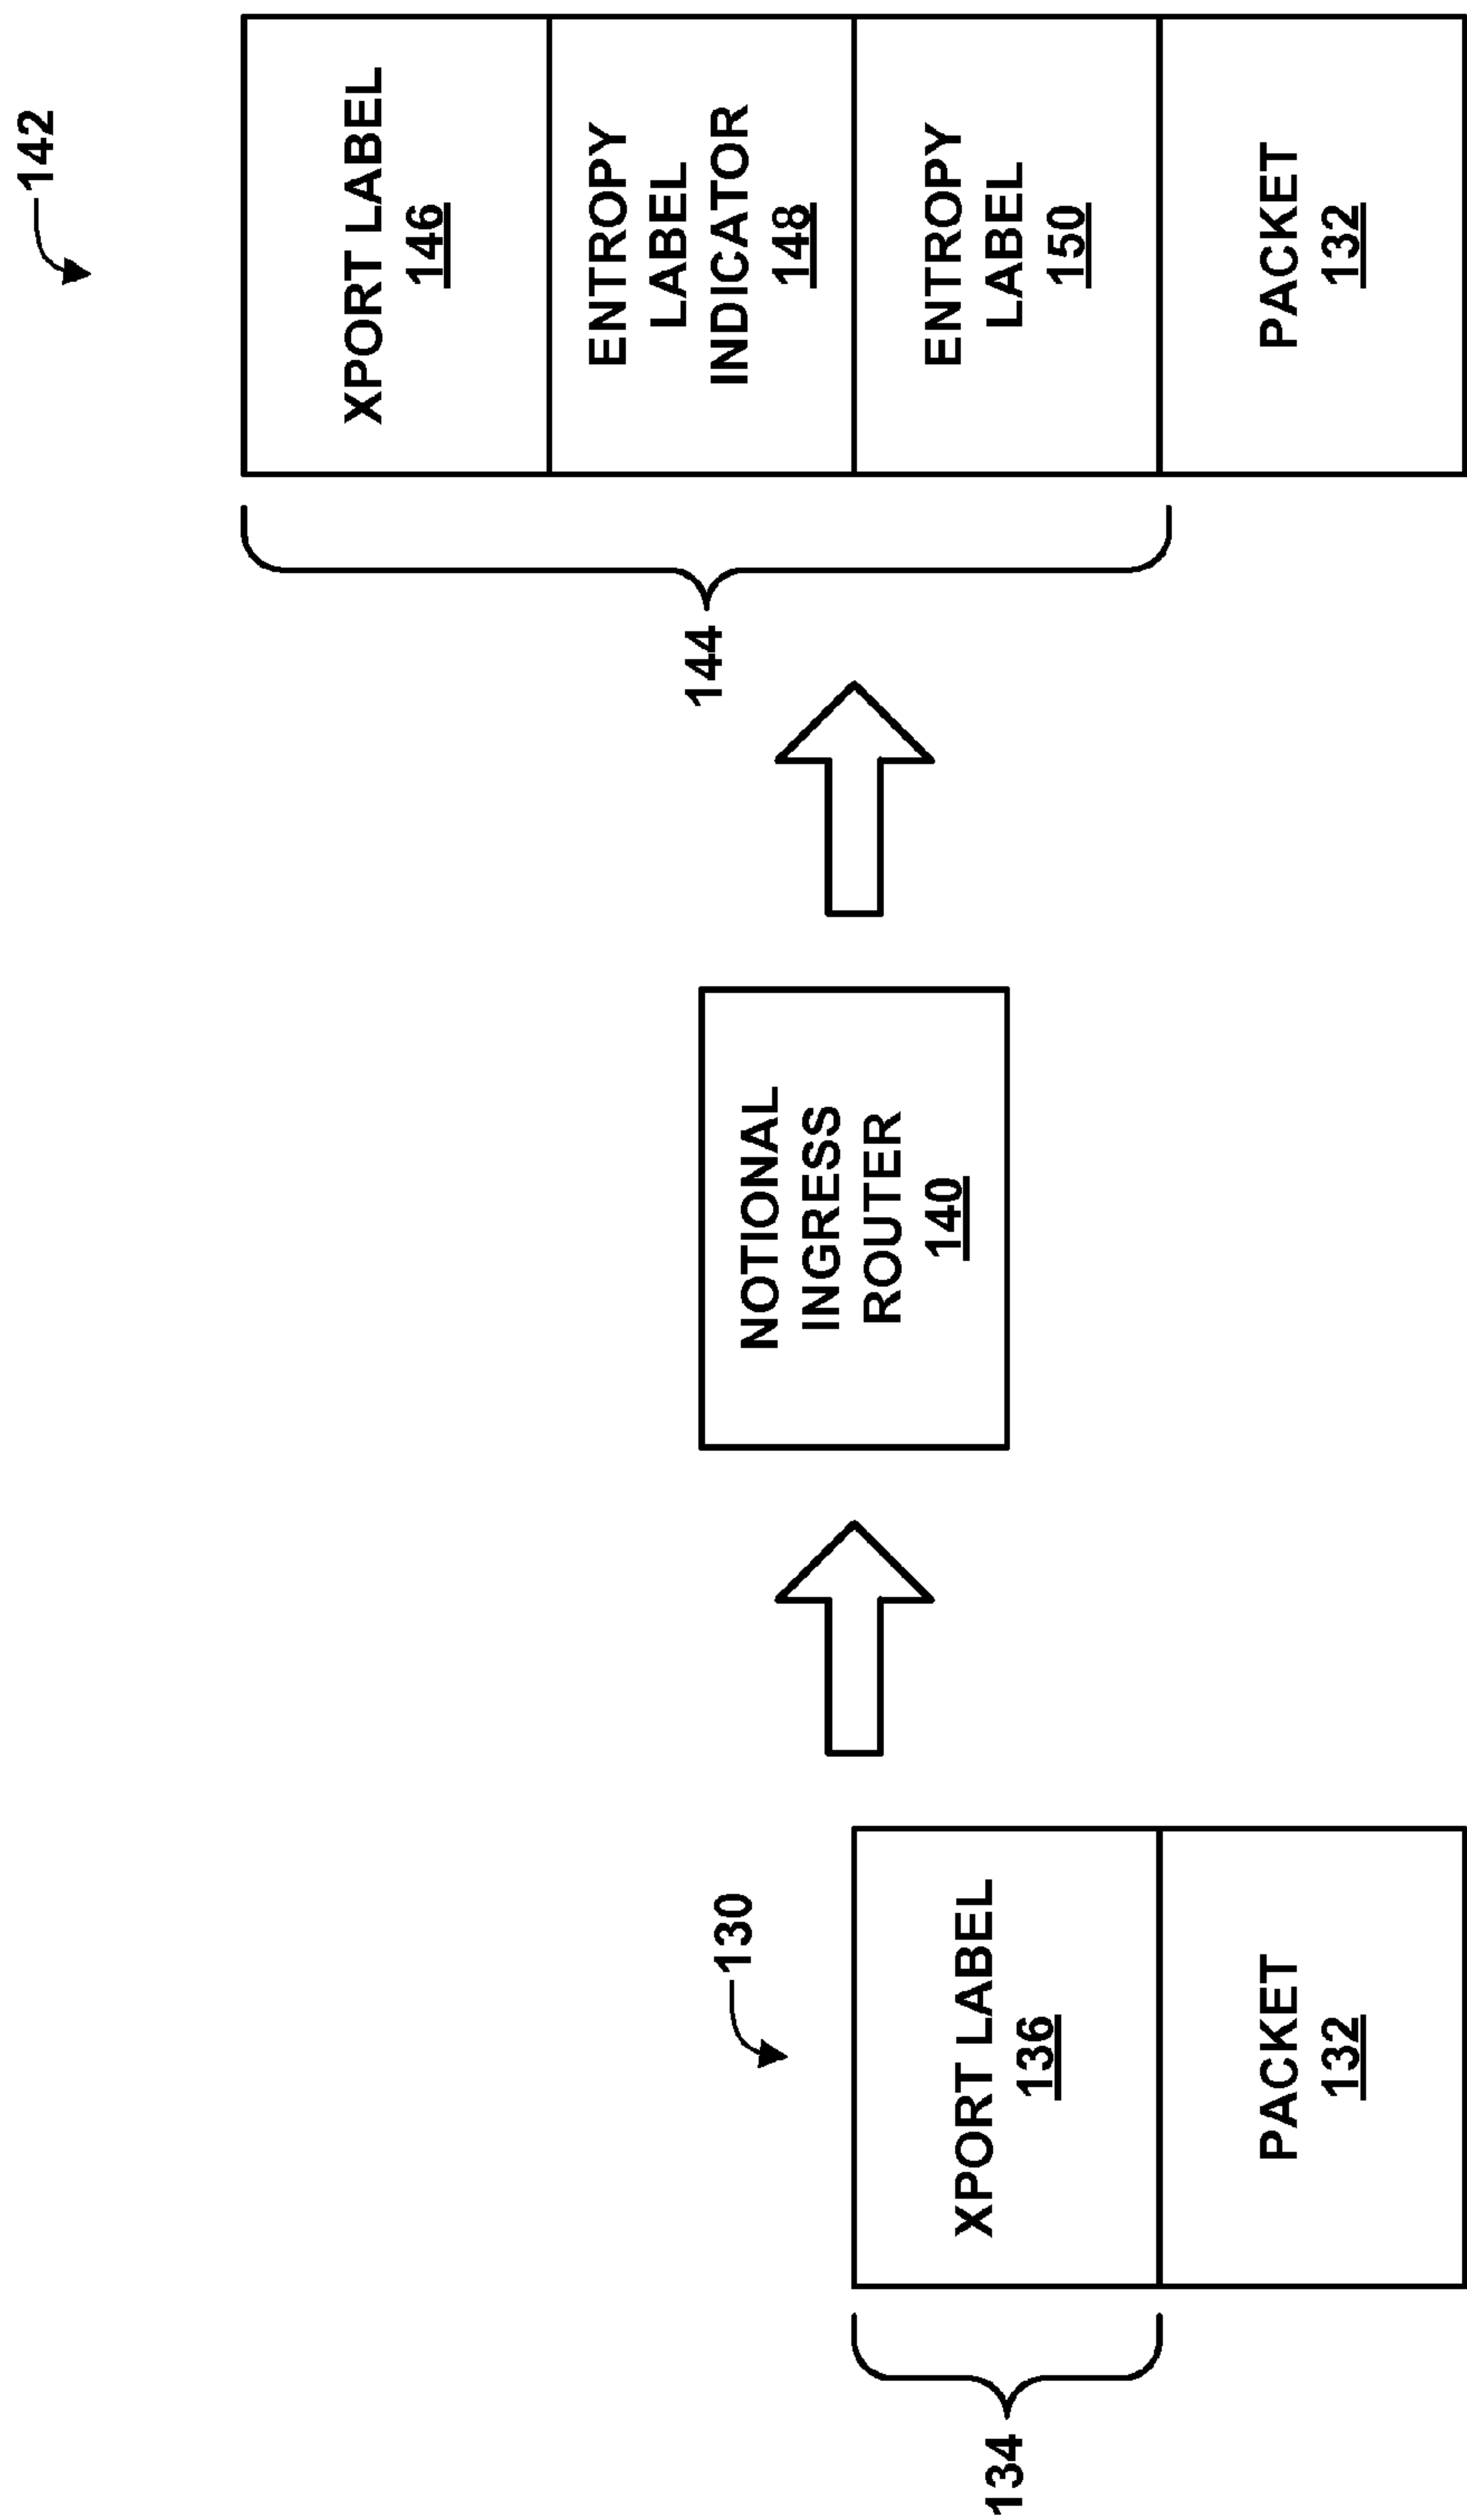 130
134
XPORT LABEL
136
PACKET
132
NOTIONAL
INGRESS
ROUTER
140
142
144
XPORT LABEL
146
ENTROPY
LABEL
INDICATOR
148
ENTROPY
LABEL
150
PACKET
132